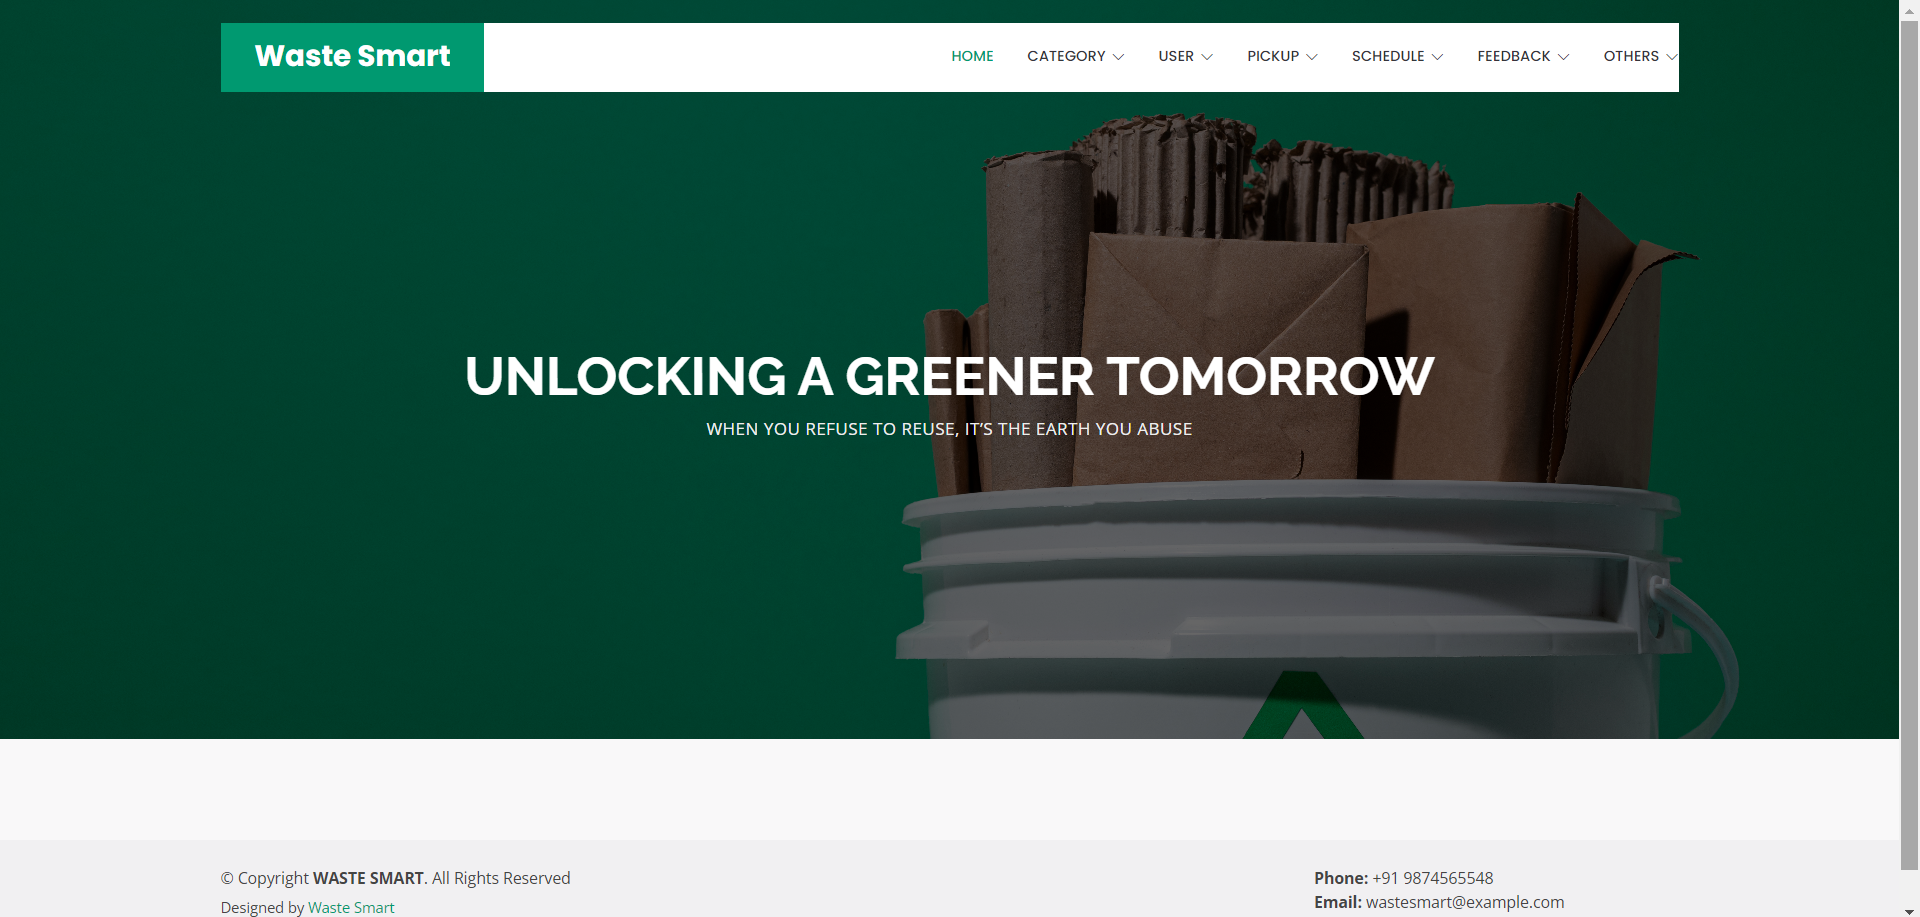 Waste Smart
HOME CATEGORY USER PICKUP SCHEDULE FEEDBACK OTHERS
UNLOCKING A GREENER TOMORROW
WHEN YOU REFUSE TO REUSE, IT’S THE EARTH YOU ABUSE
© Copyright WASTE SMART. All Rights Reserved
Designed by Waste Smart
Phone: +91 9874565548
Email: wastesmart@example.com